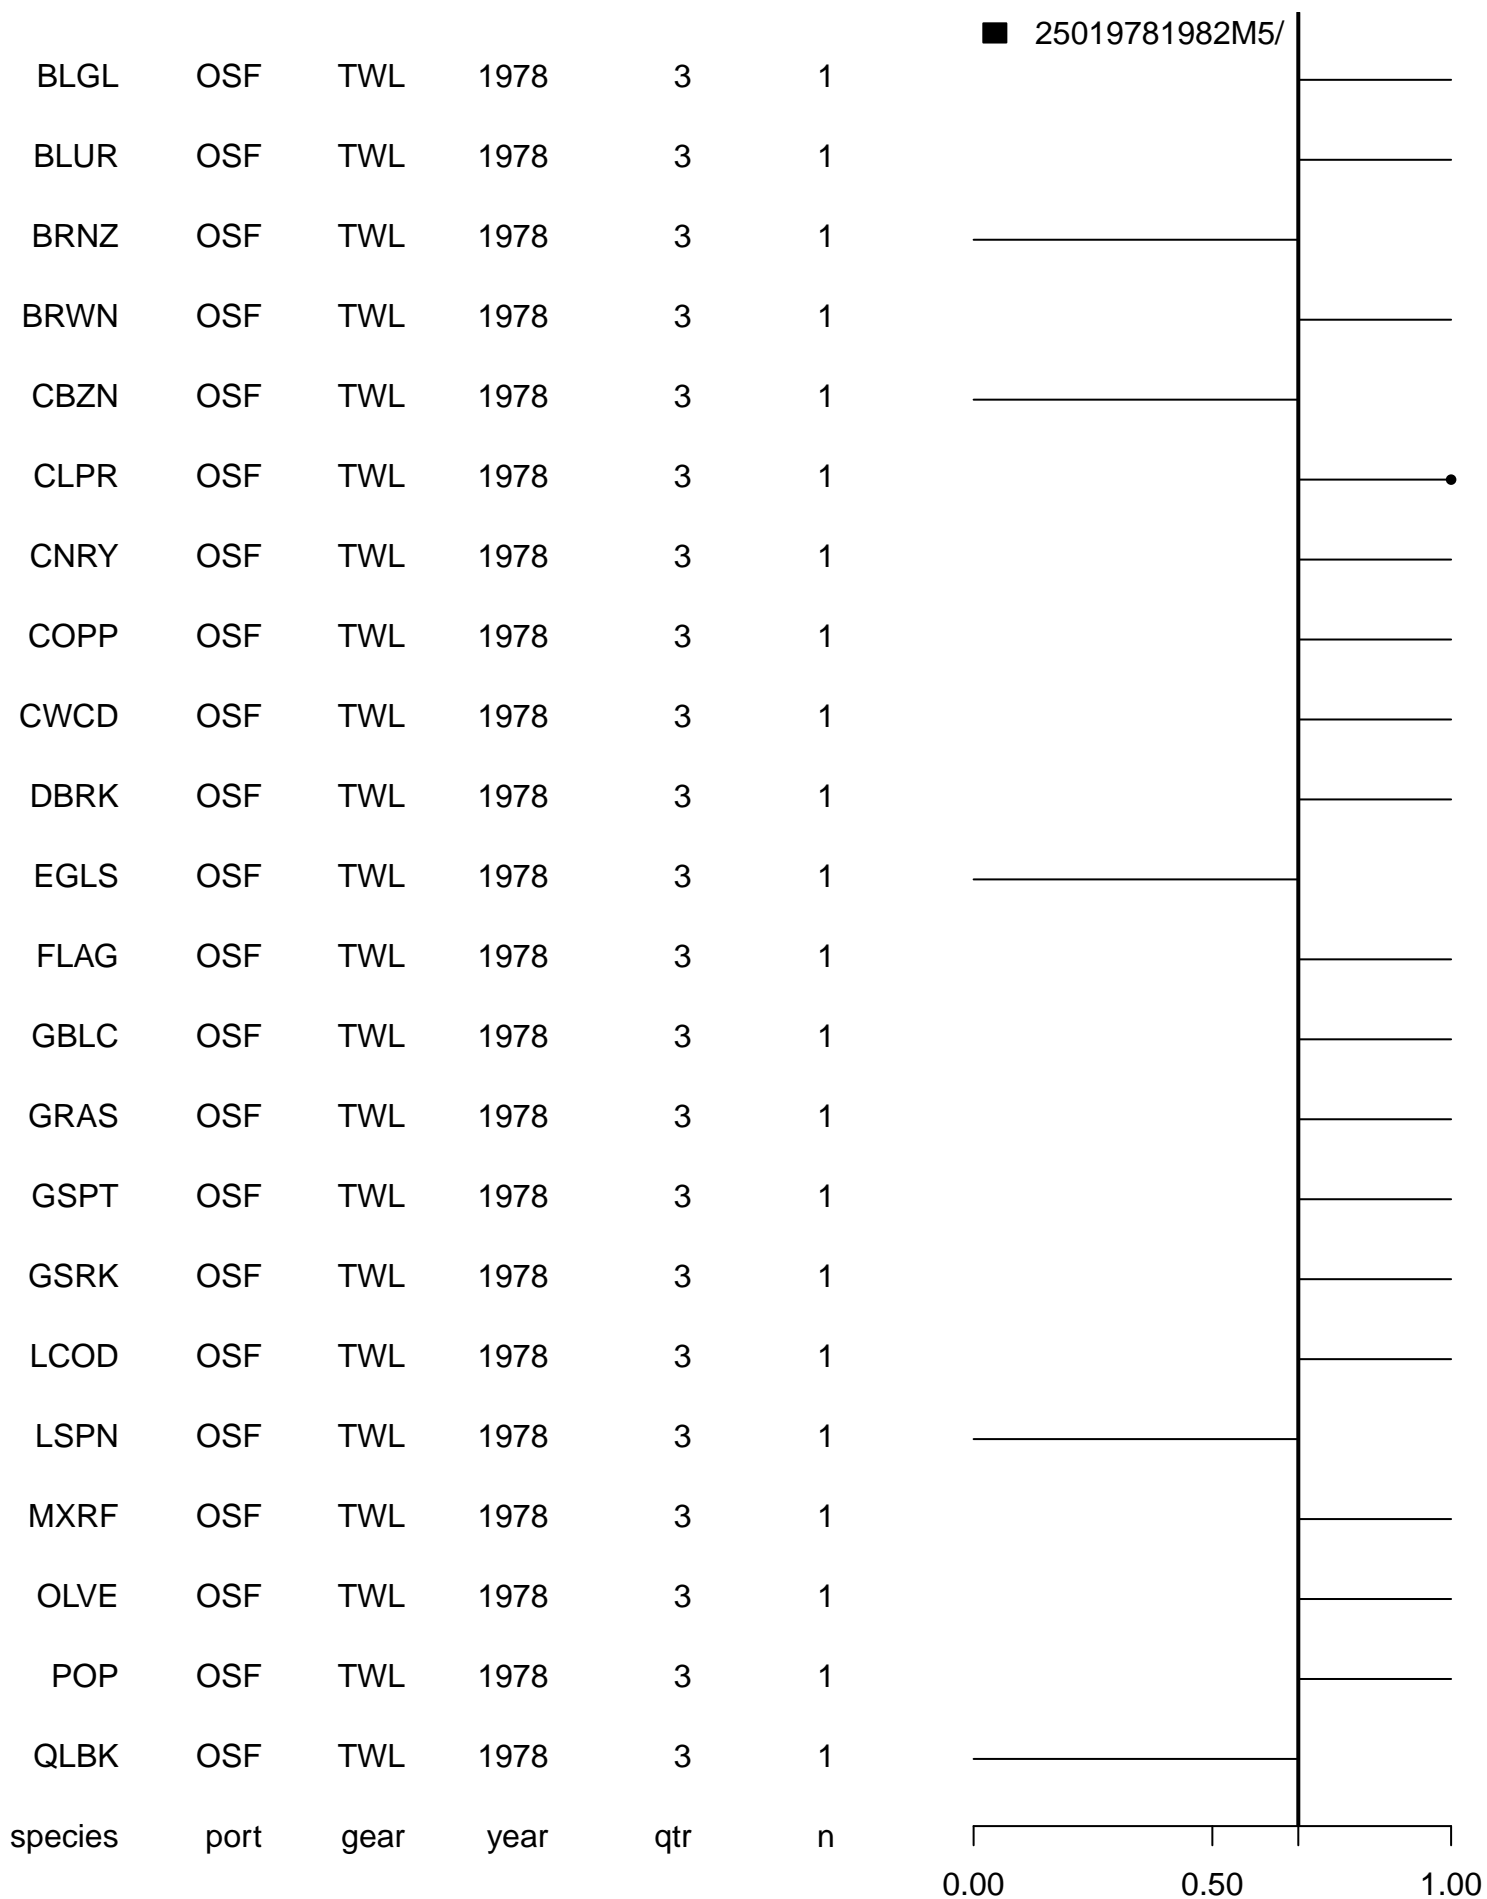 25019781982M5/
BLGL OSF TWL 1978 3 1
BLUR OSF TWL 1978 3 1
BRNZ OSF TWL 1978 3 1
BRWN OSF TWL 1978 3 1
CBZN OSF TWL 1978 3 1
CLPR OSF TWL 1978 3 1
CNRY OSF TWL 1978 3 1
COPP OSF TWL 1978 3 1
CWCD OSF TWL 1978 3 1
DBRK OSF TWL 1978 3 1
EGLS OSF TWL 1978 3 1
FLAG OSF TWL 1978 3 1
GBLC OSF TWL 1978 3 1
GRAS OSF TWL 1978 3 1
GSPT OSF TWL 1978 3 1
GSRK OSF TWL 1978 3 1
LCOD OSF TWL 1978 3 1
LSPN OSF TWL 1978 3 1
MXRF OSF TWL 1978 3 1
OLVE OSF TWL 1978 3 1
POP OSF TWL 1978 3 1
QLBK OSF TWL 1978 3 1
species port gear year qtr n
0.00 0.50 1.00